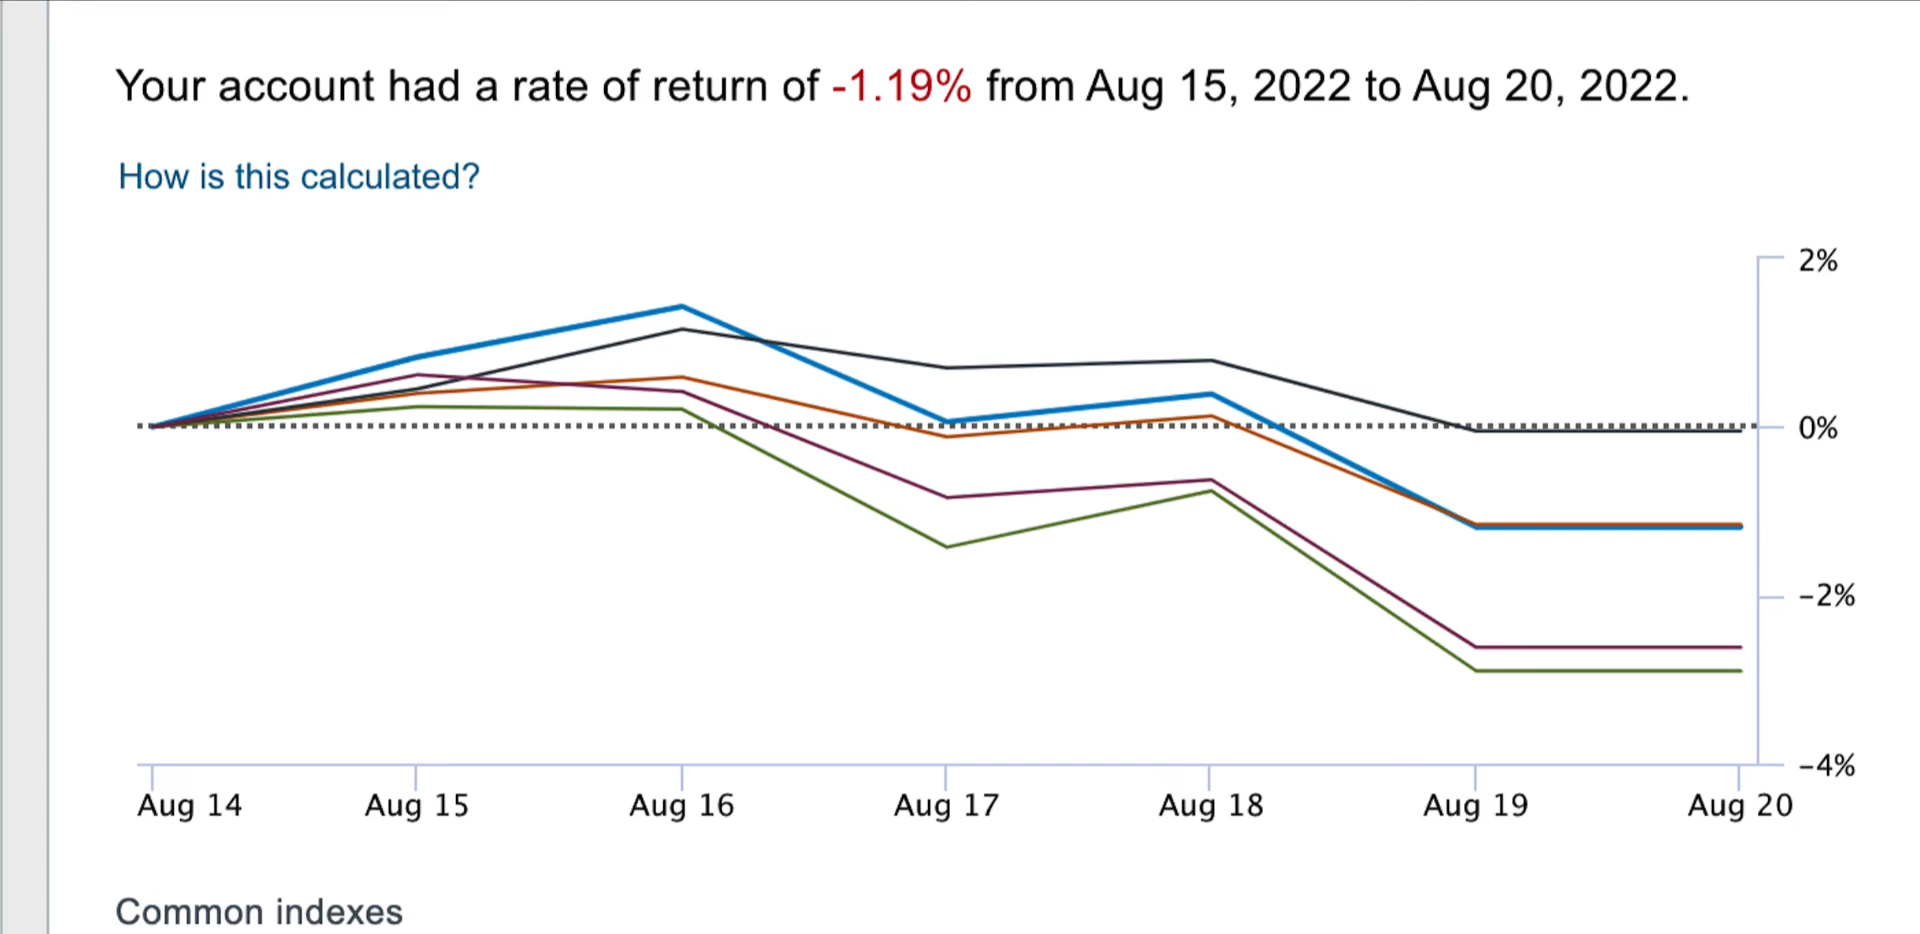 Your account had a rate of return of -1.19% from Aug 15, 2022 to Aug 20, 2022.
How is this calculated?
2%
0%
−2%
−4%
Aug 14 Aug 15 Aug 16 Aug 17 Aug 18 Aug 19 Aug 20
Common indexes